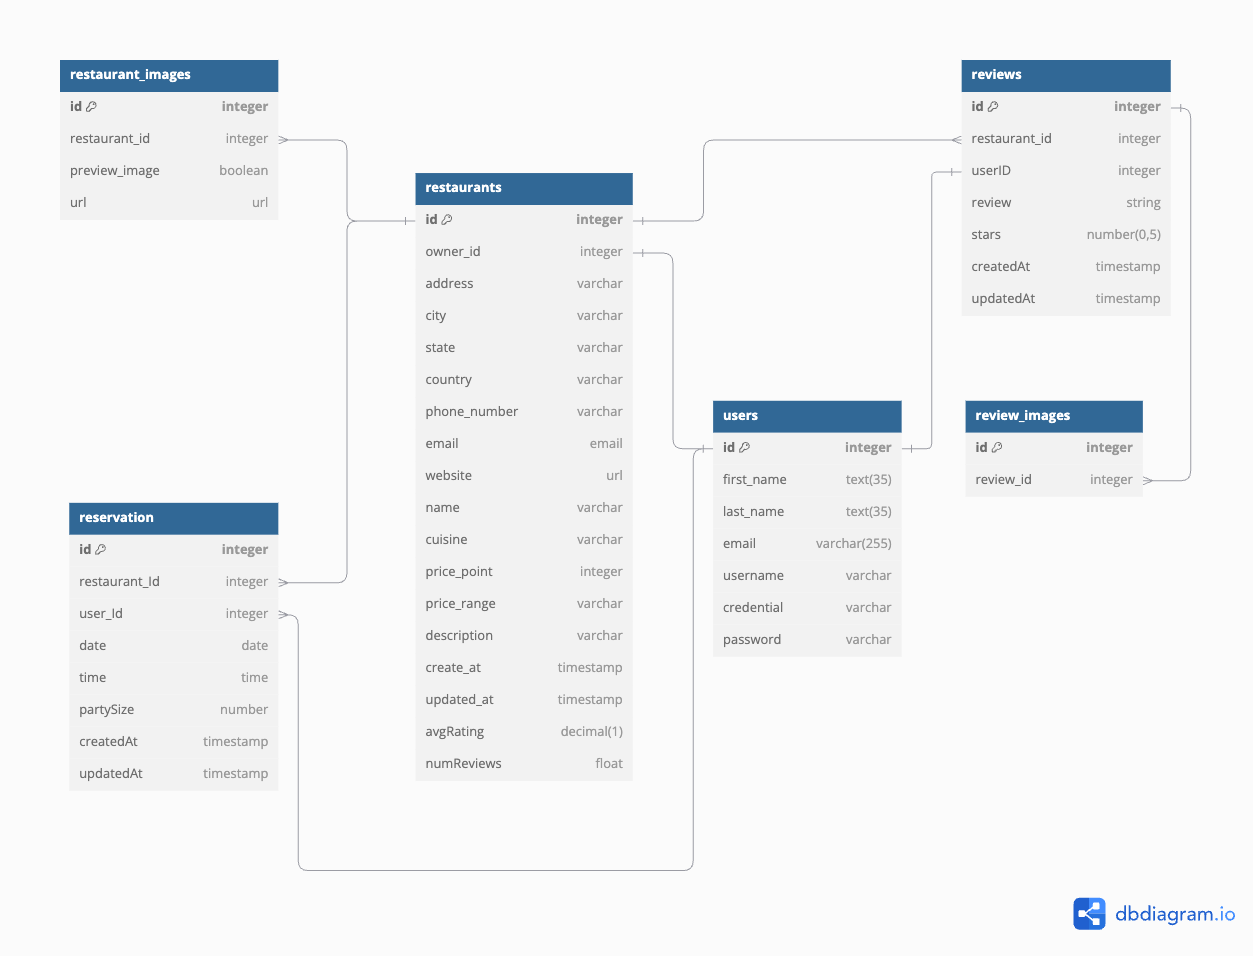 restaurant_images
id integer
restaurant_id integer
preview_image boolean
url url
restaurants
id integer
owner_id integer
address varchar
city varchar
state varchar
country varchar
phone_number varchar
email email
website url
name varchar
cuisine varchar
price_point integer
price_range varchar
description varchar
create_at timestamp
updated_at timestamp
avgRating decimal(1)
numReviews float
reviews
id integer
restaurant_id integer
userID integer
review string
stars number(0,5)
createdAt timestamp
updatedAt timestamp
users
id integer
first_name text(35)
last_name text(35)
email varchar(255)
username varchar
credential varchar
password varchar
review_images
id integer
review_id integer
reservation
id integer
restaurant_Id integer
user_Id integer
date date
time time
partySize number
createdAt timestamp
updatedAt timestamp
dbdiagram.io